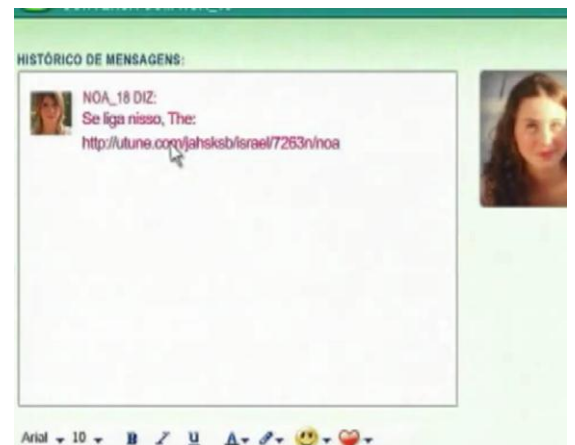 HISTÓRICO DE MENSAGENS:
NOA_18 DIZ:
Se liga nisso, The:
http://utune.com/jahsksb/israel/7263n/noa
Arial 10 B I U A